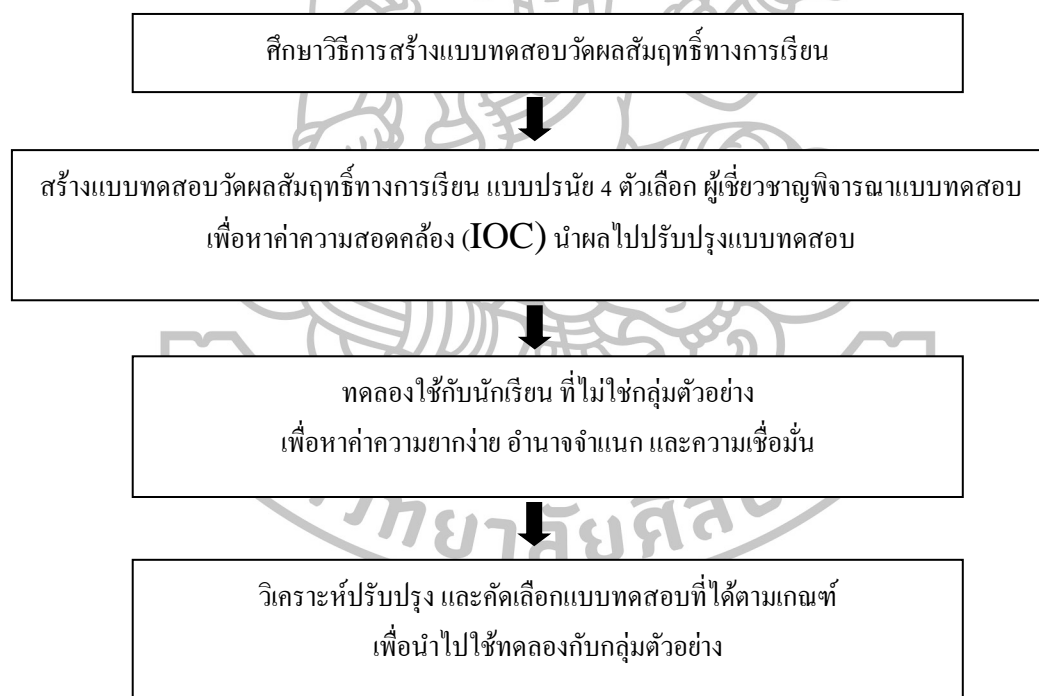 ศึกษาวิธีการสร้างแบบทดสอบวัดผลสัมฤทธิ์ทางการเรียน
สร้างแบบทดสอบวัดผลสัมฤทธิ์ทางการเรียน แบบปรนัย 4 ตัวเลือก ผู้เชี่ยวชาญพิจารณาแบบทดสอบ
เพื่อหาค่าความสอดคล้อง (IOC) นำผลไปปรับปรุงแบบทดสอบ
ทดลองใช้กับนักเรียน ที่ไม่ใช่กลุ่มตัวอย่าง
เพื่อหาค่าความยากง่าย อำนาจจำแนก และความเชื่อมั่น
วิเคราะห์ปรับปรุง และคัดเลือกแบบทดสอบที่ได้ตามเกณฑ์
เพื่อนำไปใช้ทดลองกับกลุ่มตัวอย่าง